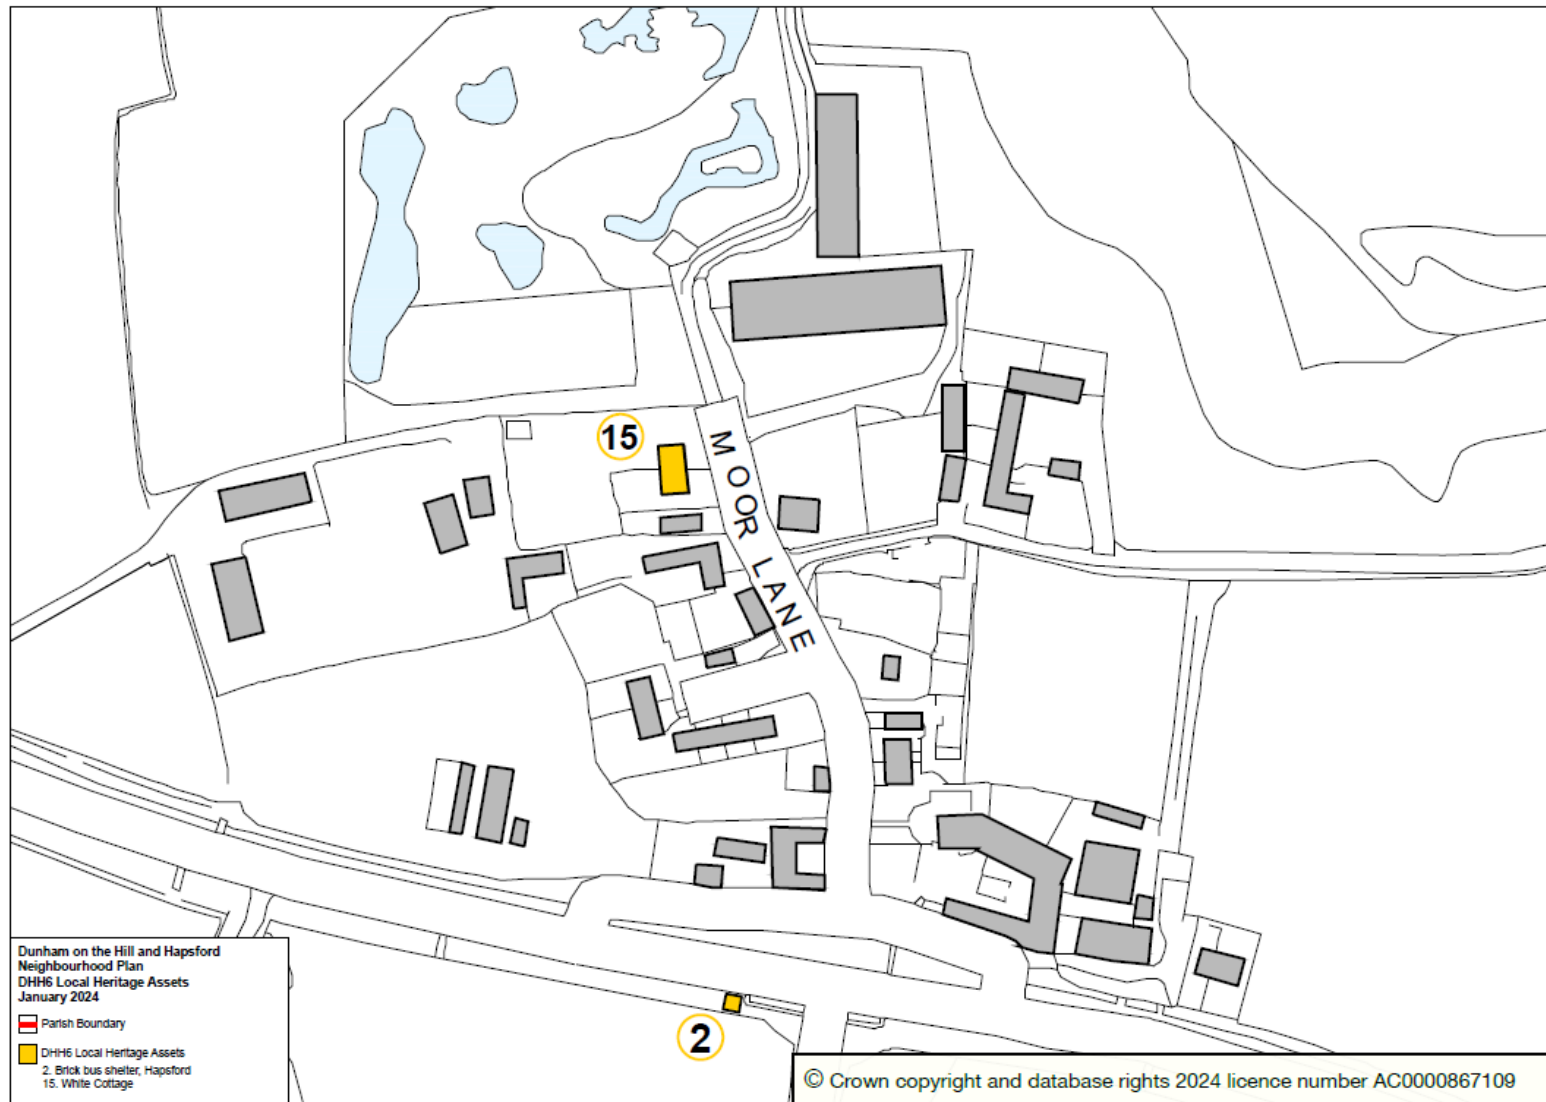 15
MOOR LANE
2
Dunham on the Hill and Hapsford
Neighbourhood Plan
DHH6 Local Heritage Assets
January 2024
Parish Boundary
DHH6 Local Heritage Assets
2. Brick bus shelter, Hapsford
15. White Cottage
© Crown copyright and database rights 2024 licence number AC0000867109